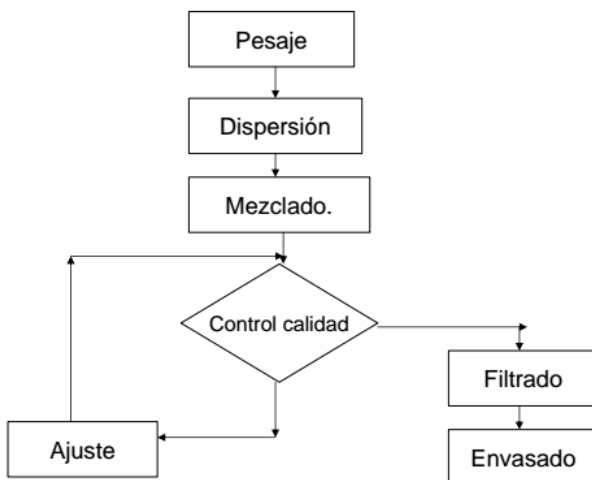 Pesaje
Dispersión
Mezclado.
Control calidad
Filtrado
Ajuste
Envasado